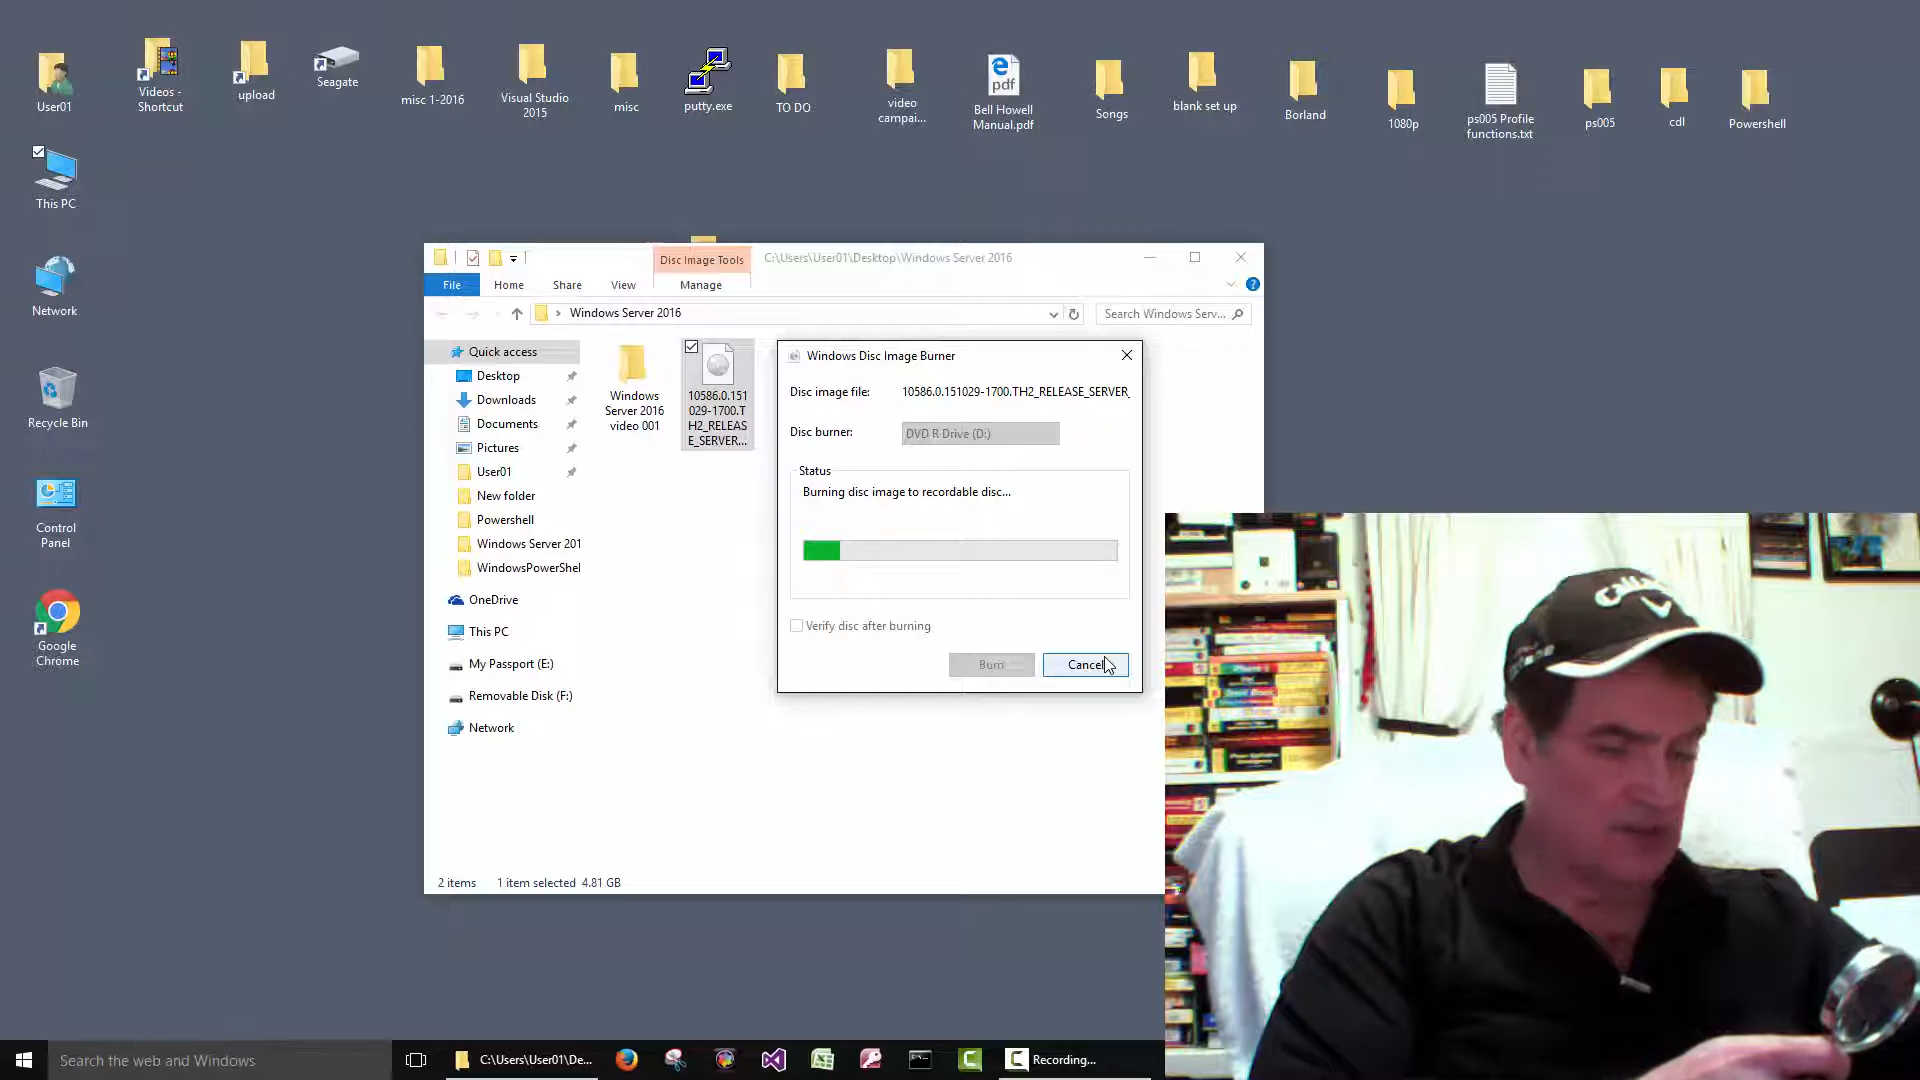 User01
Videos -
Shortcut
upload
Seagate
misc 1-2016
Visual Studio
2015
misc
putty.exe
TO DO
video
campai...
pdf
Bell Howell
Manual.pdf
Songs
blank set up
Borland
1080p
ps005 Profile
functions.txt
ps005
cdl
Powershell
This PC
Network
Recycle Bin
Control
Panel
Google
Chrome
Disc Image Tools
C:\Users\User01\Desktop\Windows Server 2016
File
Home
Share
View
Manage
Windows Server 2016
Search Windows Serv...
Quick access
Desktop
Downloads
Documents
Pictures
User01
New folder
Powershell
Windows Server 201
WindowsPowerShel
OneDrive
This PC
My Passport (E:)
Removable Disk (F:)
Network
Windows
Server 2016
video 001
10586.0.151
029-1700.T
H2_RELEAS
E_SERVER...
2 items
1 item selected 4.81 GB
Windows Disc Image Burner
Disc image file:
10586.0.151029-1700.TH2_RELEASE_SERVER_
Disc burner:
DVD R Drive (D:)
Status
Burning disc image to recordable disc...
Verify disc after burning
Burn
Cancel
Search the web and Windows
C:\Users\User01\De...
Recording...